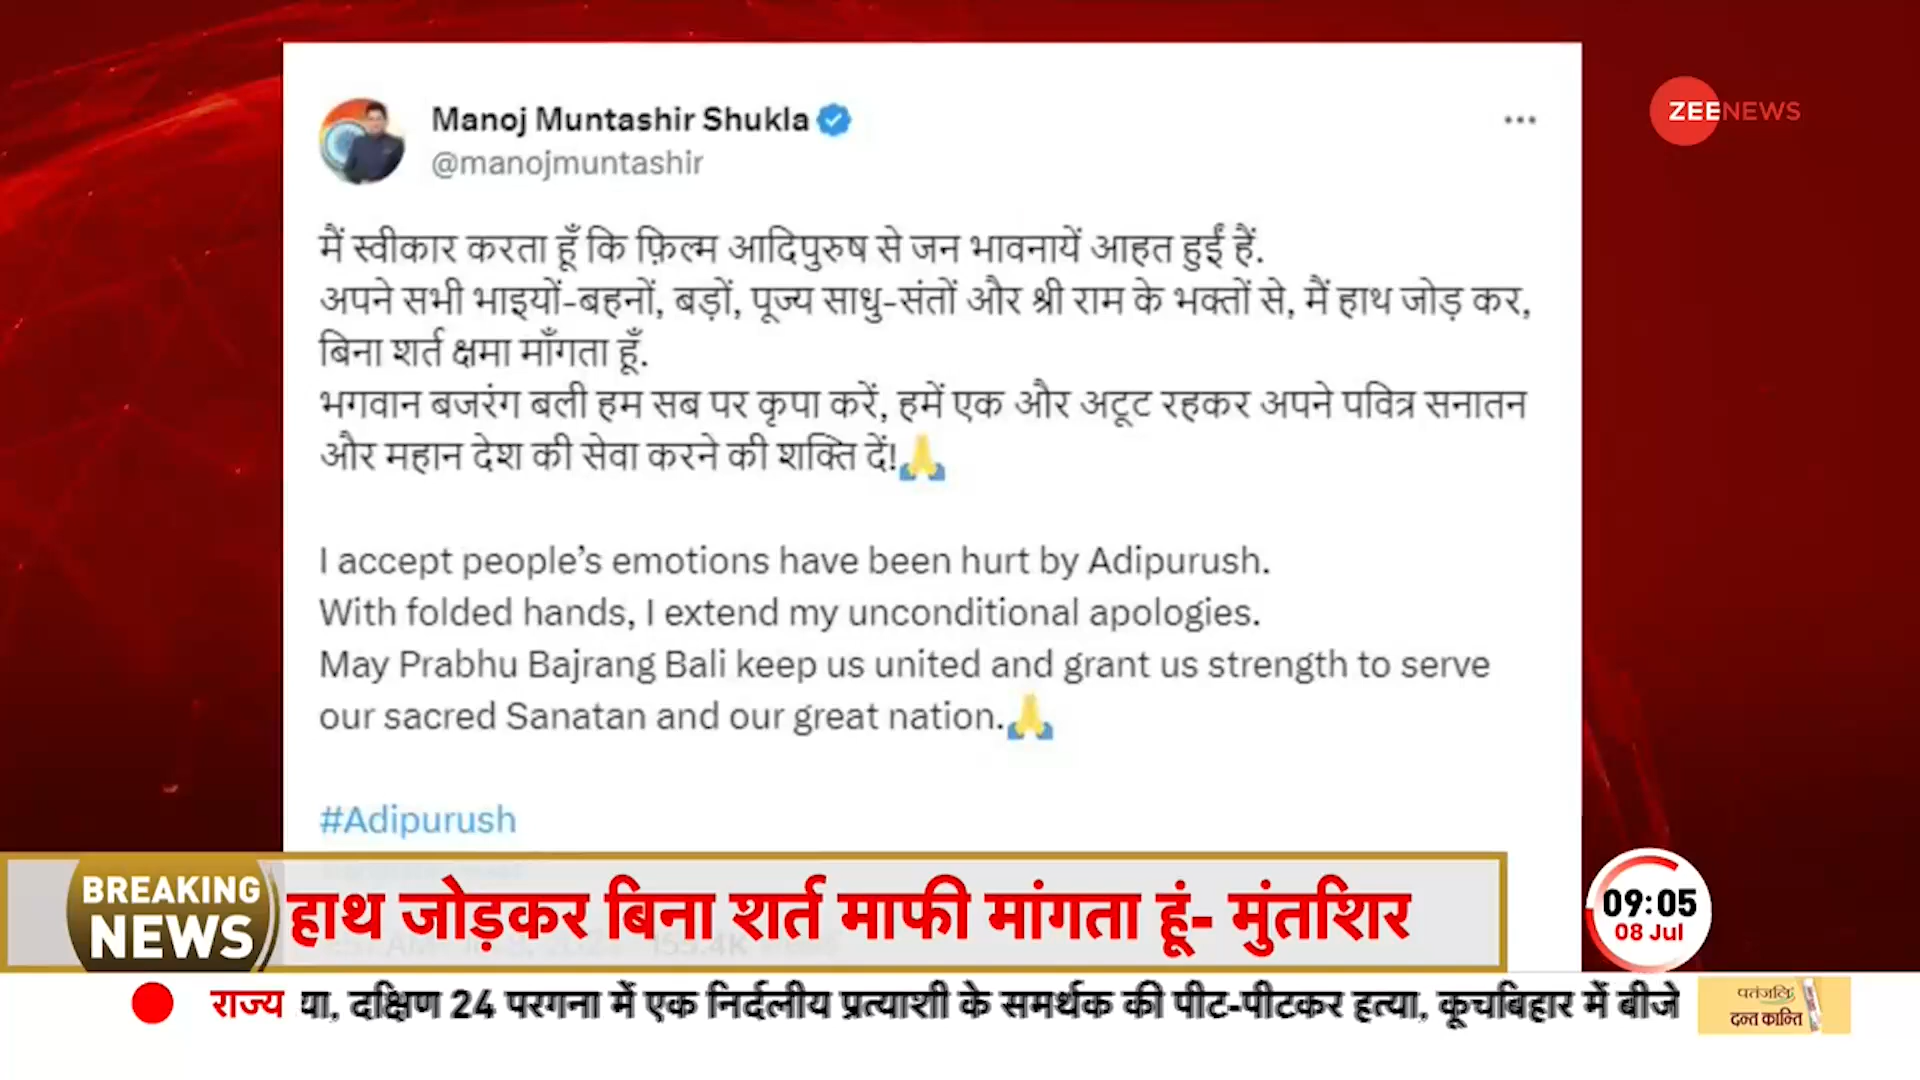 Manoj Muntashir Shukla
@manojmuntashir
ZEENEWS
मैं स्वीकार करता हूँ कि फ़िल्म आदिपुरुष से जन भावनायें आहत हुईं हैं.
अपने सभी भाइयों-बहनों, बड़ों, पूज्य साधु-संतों और श्री राम के भक्तों से, मैं हाथ जोड़ कर,
बिना शर्त क्षमा माँगता हूँ.
भगवान बजरंग बली हम सब पर कृपा करें, हमें एक और अटूट रहकर अपने पवित्र सनातन
और महान देश की सेवा करने की शक्ति दें!🙏
I accept people’s emotions have been hurt by Adipurush.
With folded hands, I extend my unconditional apologies.
May Prabhu Bajrang Bali keep us united and grant us strength to serve
our sacred Sanatan and our great nation.🙏
#Adipurush
BREAKING
NEWS
हाथ जोड़कर बिना शर्त माफी मांगता हूं- मुंतशिर
09:05
08 Jul
राज्य या, दक्षिण 24 परगना में एक निर्दलीय प्रत्याशी के समर्थक की पीट-पीटकर हत्या, कूचबिहार में बीजे
पतंजलि
दन्त कान्ति